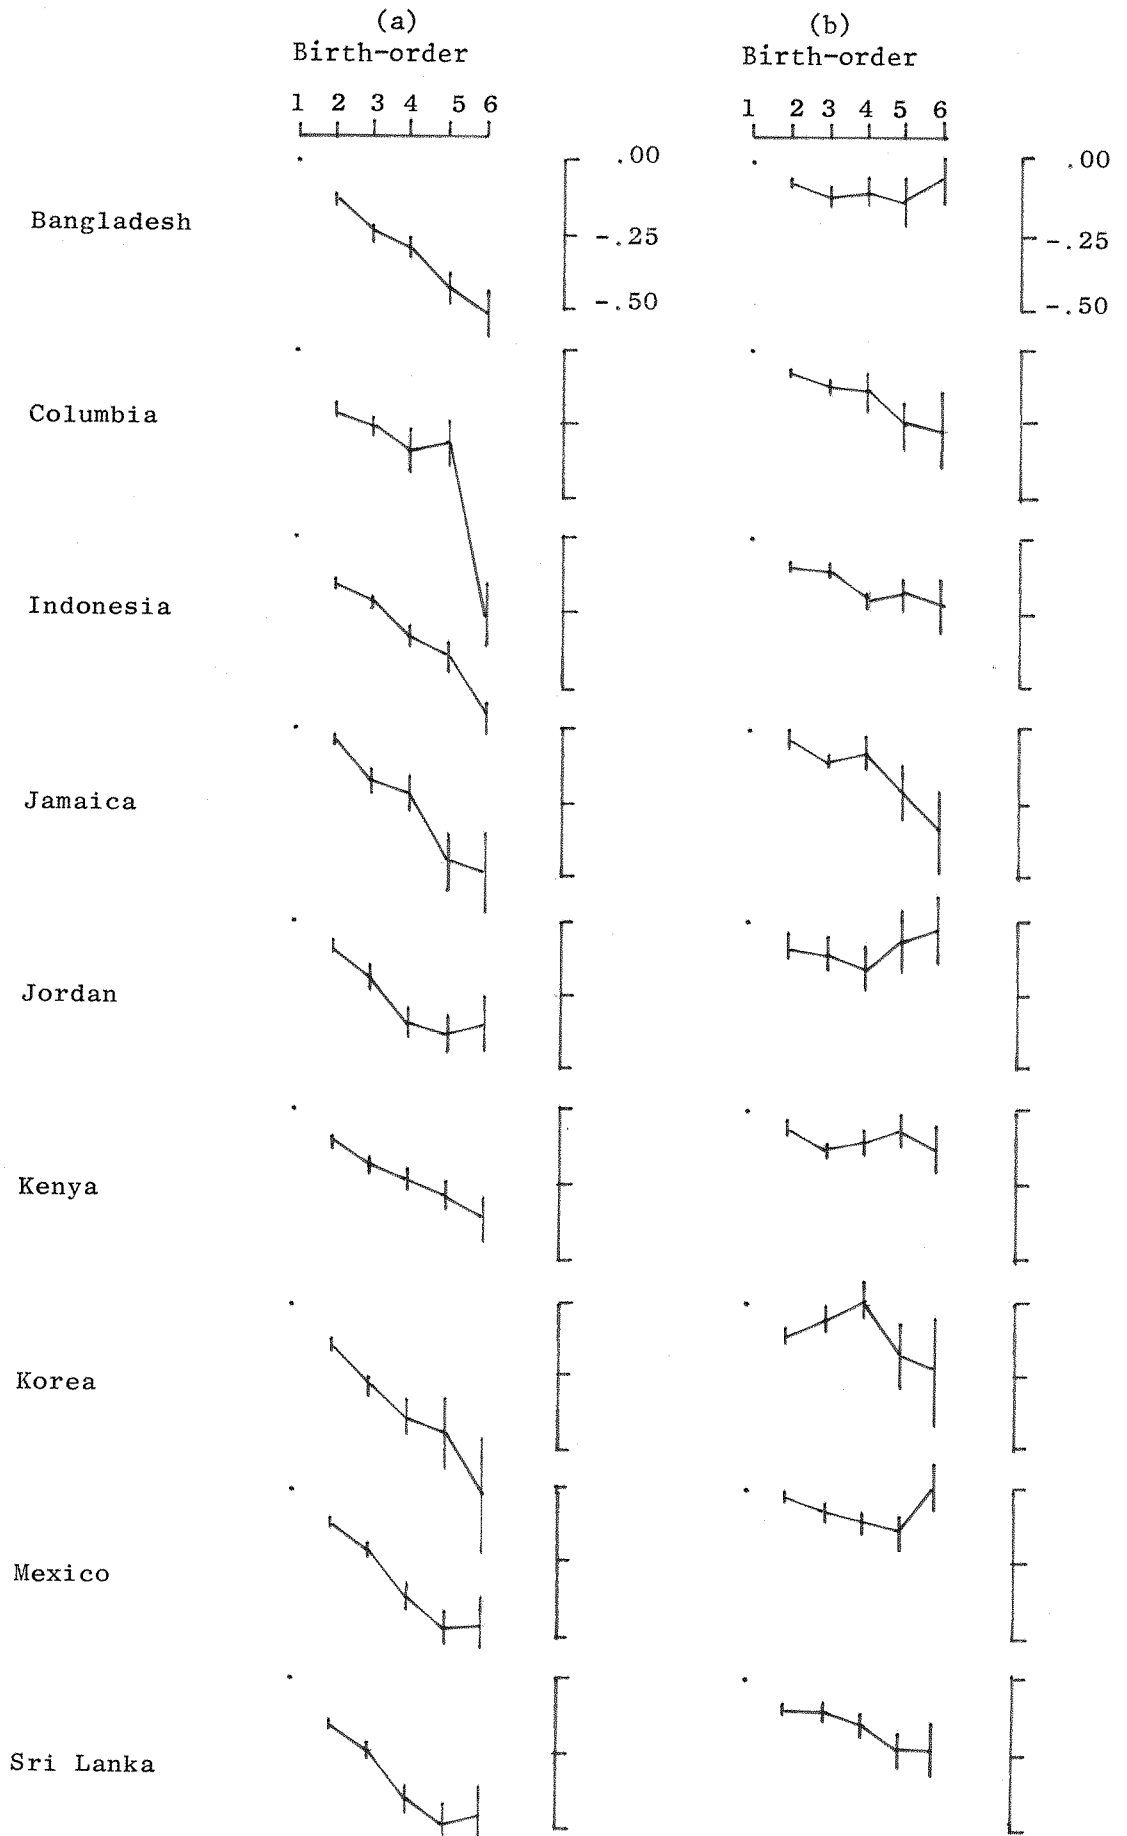 (a)
Birth-order
1 2 3 4 5 6
(b)
Birth-order
1 2 3 4 5 6
.00
-.25
-.50
.00
-.25
-.50
Bangladesh
Columbia
Indonesia
Jamaica
Jordan
Kenya
Korea
Mexico
Sri Lanka